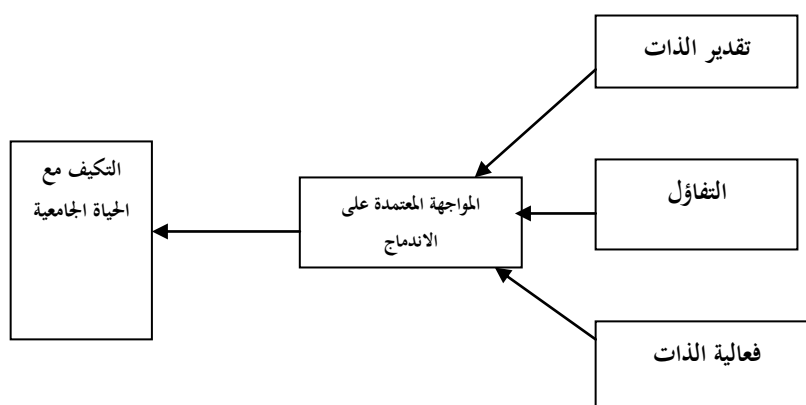 تقدير الذات
التفاؤل
فعالية الذات
المواجهة المعتمدة على
الاندماج
التكيف مع
الحياة الجامعية